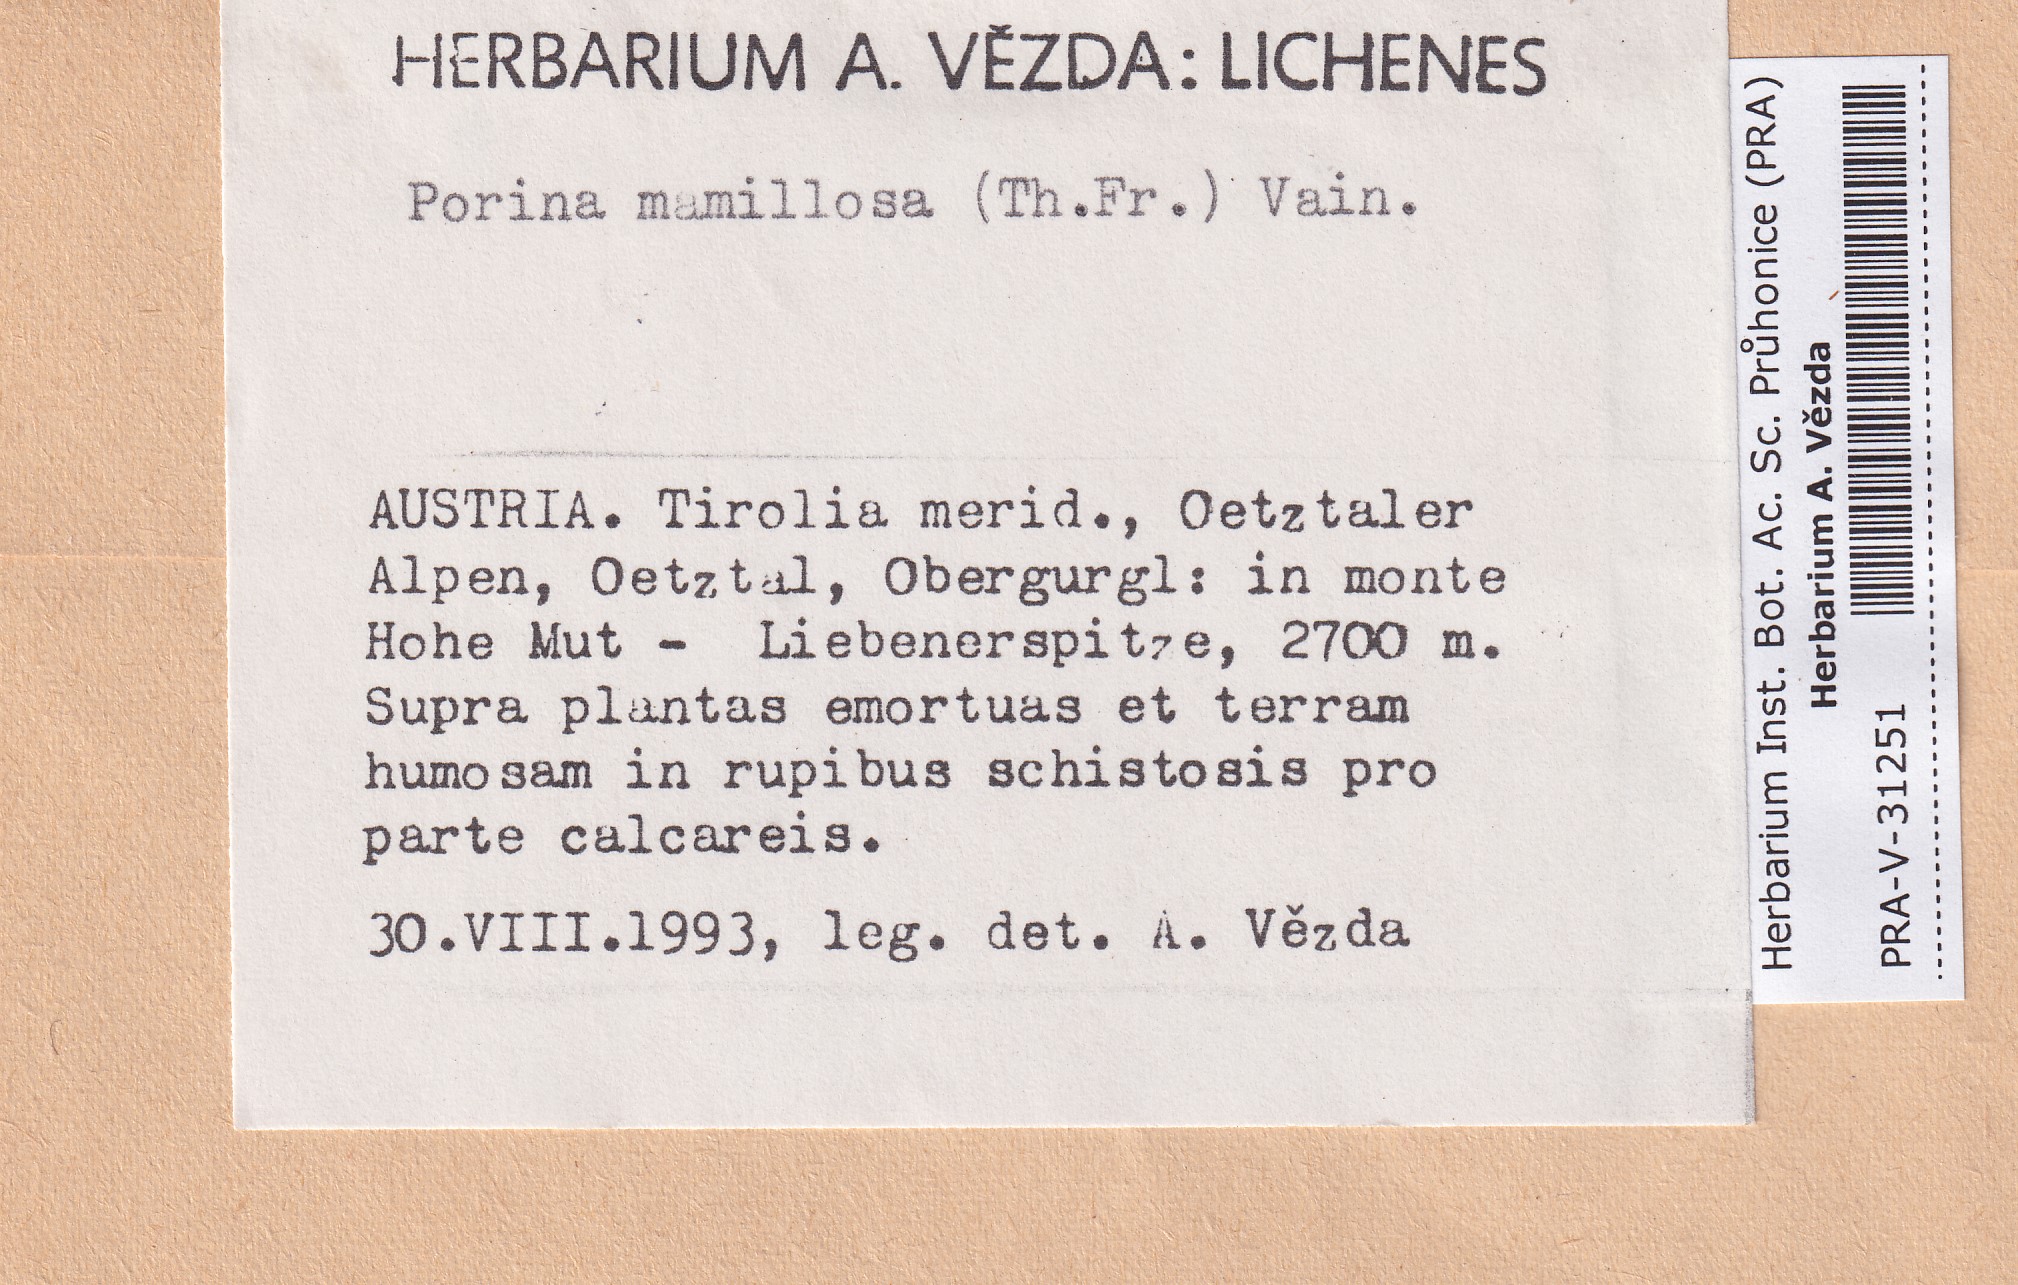 HERBARIUM A. VĚZDA: LICHENES
Porina mamillosa (Th.Fr.) Vain.
AUSTRIA. Tirolia merid., Oetztaler
Alpen, Oetztal, Obergurgl: in monte
Hohe Mut - Liebenerspitze, 2700 m.
Supra plantas emortuas et terram
humosam in rupibus schistosis pro
parte calcareis.
30.VIII.1993, leg. det. A. Vězda
Herbarium Inst. Bot. Ac. Sc. Průhonice (PRA)
Herbarium A. Vězda
PRA-V-31251